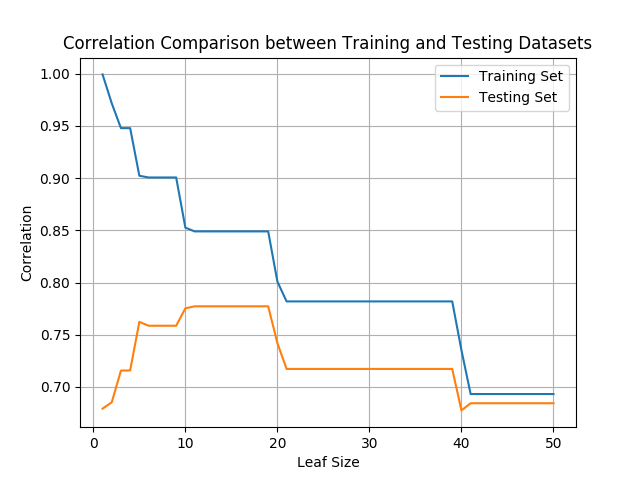 Correlation Comparison between Training and Testing Datasets
Training Set
Testing Set
Correlation
1.00
0.95
0.90
0.85
0.80
0.75
0.70
0 10 20 30 40 50
Leaf Size